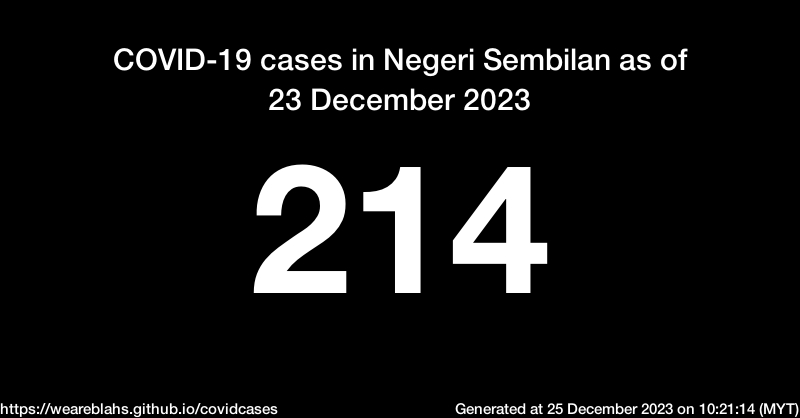 COVID-19 cases in Negeri Sembilan as of
23 December 2023
214
https://weareblahs.github.io/covidcases
Generated at 25 December 2023 on 10:21:14 (MYT)